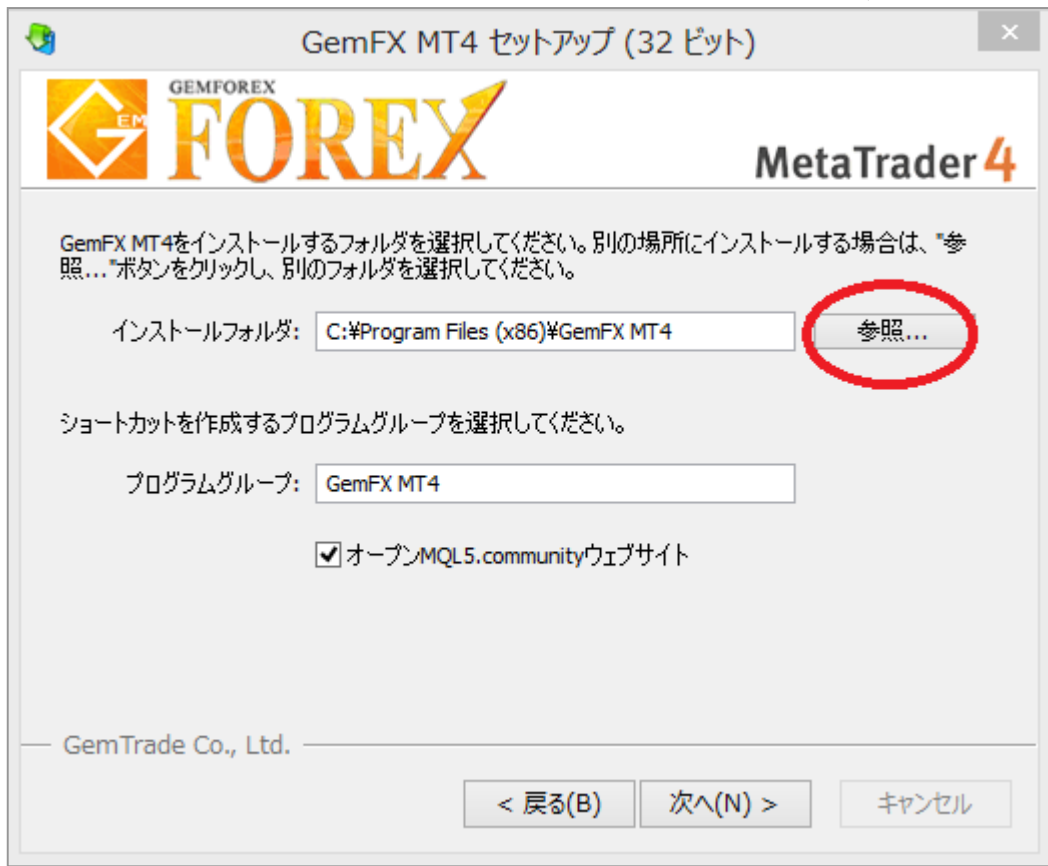 GemFX MT4 セットアップ (32 ビット)
GEMFOREX
GEM
FOREX
MetaTrader 4
GemFX MT4をインストールするフォルダを選択してください。別の場所にインストールする場合は、"参
照..."ボタンをクリックし、別のフォルダを選択してください。
インストールフォルダ: C:¥Program Files (x86)¥GemFX MT4 参照...
ショートカットを作成するプログラムグループを選択してください。
プログラムグループ: GemFX MT4
オープンMQL5.communityウェブサイト
GemTrade Co., Ltd.
< 戻る(B) 次へ(N) > キャンセル